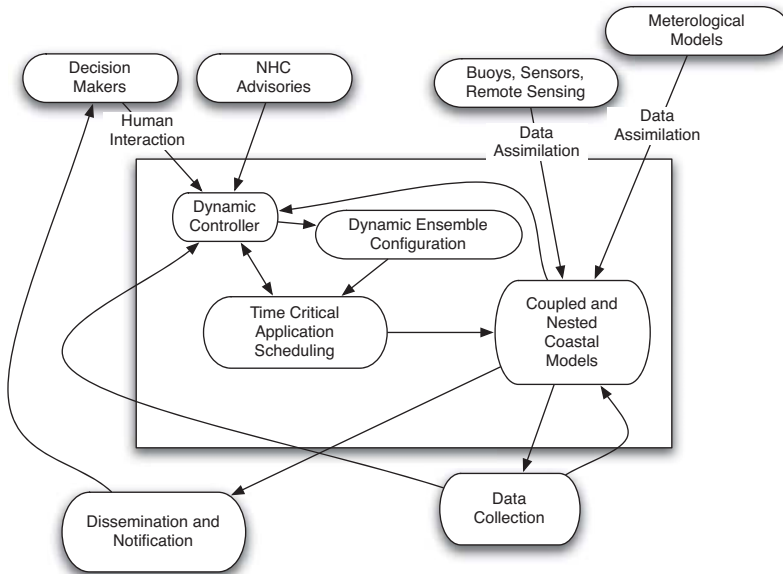 Meterological
Models
Decision
Makers
NHC
Advisories
Buoys, Sensors,
Remote Sensing
Human
Interaction
Data
Assimilation
Data
Assimilation
Dynamic
Controller
Dynamic Ensemble
Configuration
Time Critical
Application
Scheduling
Coupled and
Nested
Coastal
Models
Dissemination and
Notification
Data
Collection